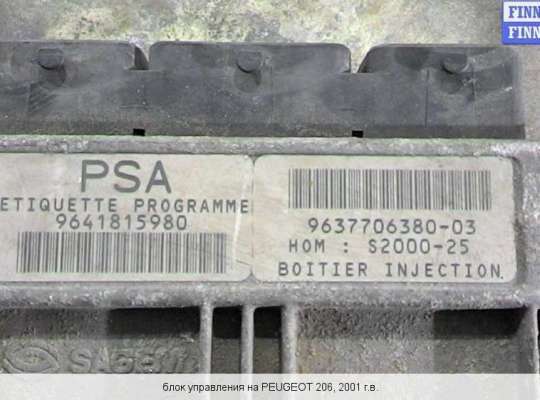 FINN
FINN
PSA
ETIQUETTE PROGRAMME
9641815980
9637706380-03
HOM : S2000-25
BOITIER INJECTION
SAGEM
блок управления на PEUGEOT 206, 2001 г.в.